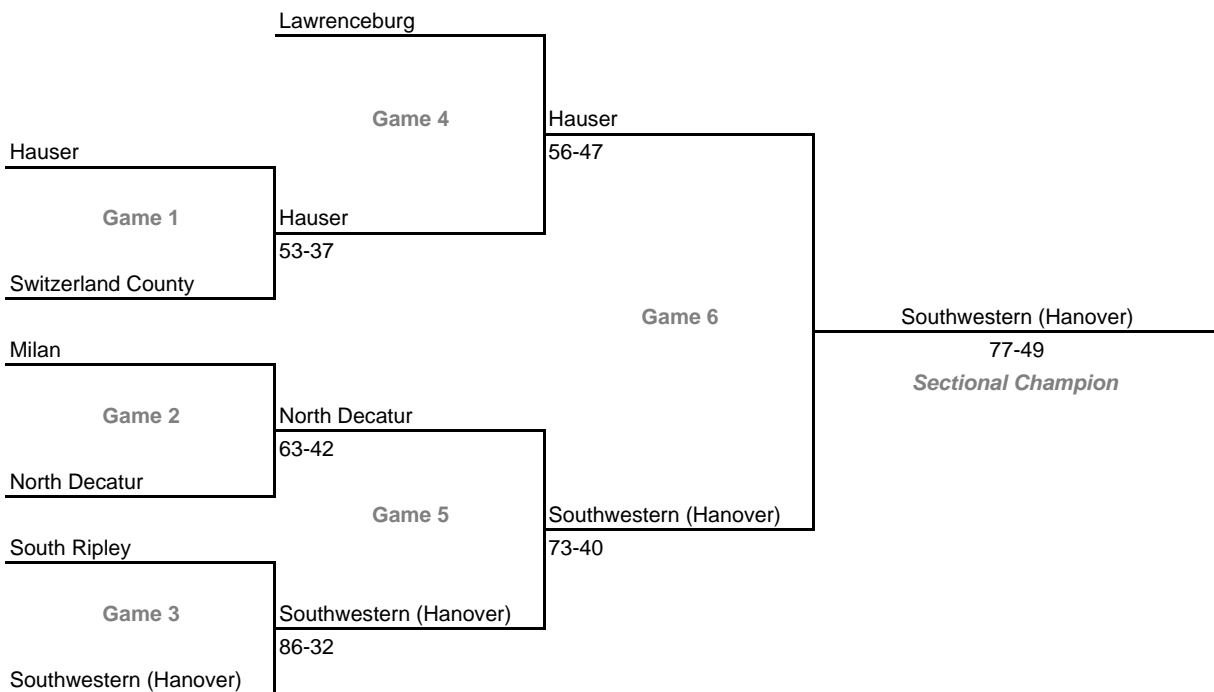 Lawrenceburg
Game 4
Hauser
56-47
Hauser
Game 1
Hauser
53-37
Switzerland County
Game 6
Southwestern (Hanover)
77-49
Sectional Champion
Milan
Game 2
North Decatur
63-42
North Decatur
Game 5
Southwestern (Hanover)
73-40
South Ripley
Game 3
Southwestern (Hanover)
86-32
Southwestern (Hanover)